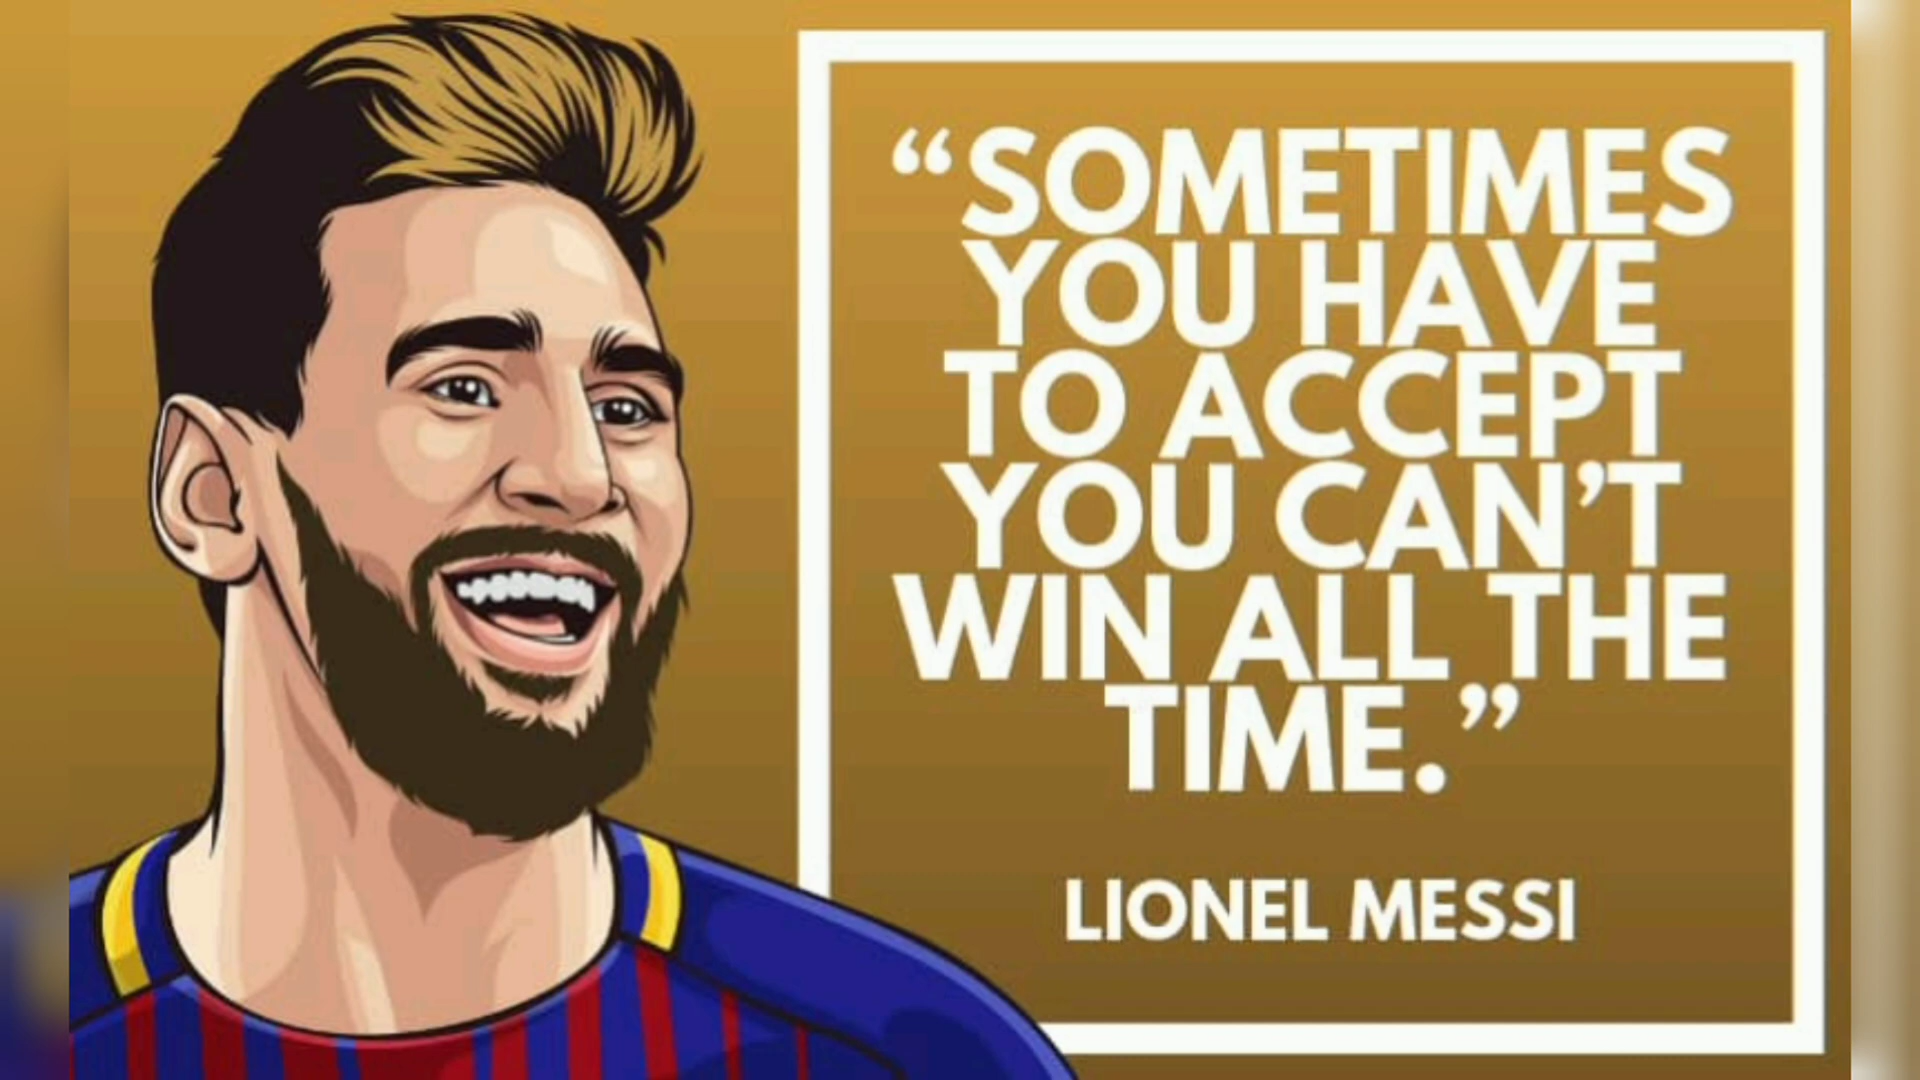 “SOMETIMES
YOU HAVE
TO ACCEPT
YOU CAN’T
WIN ALL THE
TIME.”
LIONEL MESSI